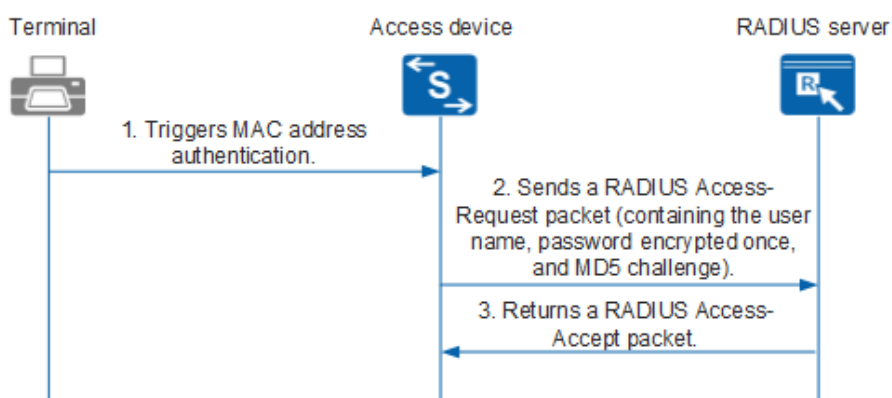 Terminal
Access device
RADIUS server
S
R
1. Triggers MAC address
authentication.
2. Sends a RADIUS Access-
Request packet (containing the user
name, password encrypted once,
and MD5 challenge).
3. Returns a RADIUS Access-
Accept packet.